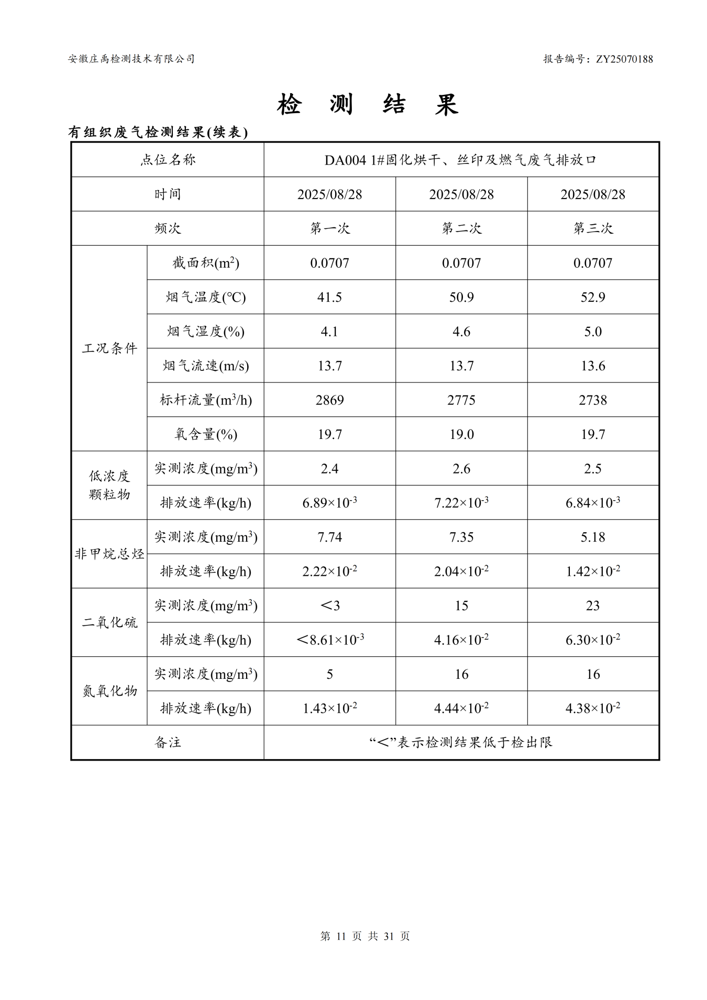 安徽庄禹检测技术有限公司 报告编号：ZY25070188
检 测 结 果
有组织废气检测结果(续表)
点位名称 DA004 1#固化烘干、丝印及燃气废气排放口
时间 2025/08/28 2025/08/28 2025/08/28
频次 第一次 第二次 第三次
工况条件
截面积(m²) 0.0707 0.0707 0.0707
烟气温度(℃) 41.5 50.9 52.9
烟气湿度(%) 4.1 4.6 5.0
烟气流速(m/s) 13.7 13.7 13.6
标杆流量(m³/h) 2869 2775 2738
氧含量(%) 19.7 19.0 19.7
低浓度
颗粒物
实测浓度(mg/m³) 2.4 2.6 2.5
排放速率(kg/h) 6.89×10⁻³ 7.22×10⁻³ 6.84×10⁻³
非甲烷总烃
实测浓度(mg/m³) 7.74 7.35 5.18
排放速率(kg/h) 2.22×10⁻² 2.04×10⁻² 1.42×10⁻²
二氧化硫
实测浓度(mg/m³) ＜3 15 23
排放速率(kg/h) ＜8.61×10⁻³ 4.16×10⁻² 6.30×10⁻²
氮氧化物
实测浓度(mg/m³) 5 16 16
排放速率(kg/h) 1.43×10⁻² 4.44×10⁻² 4.38×10⁻²
备注 “＜”表示检测结果低于检出限
第 11 页 共 31 页